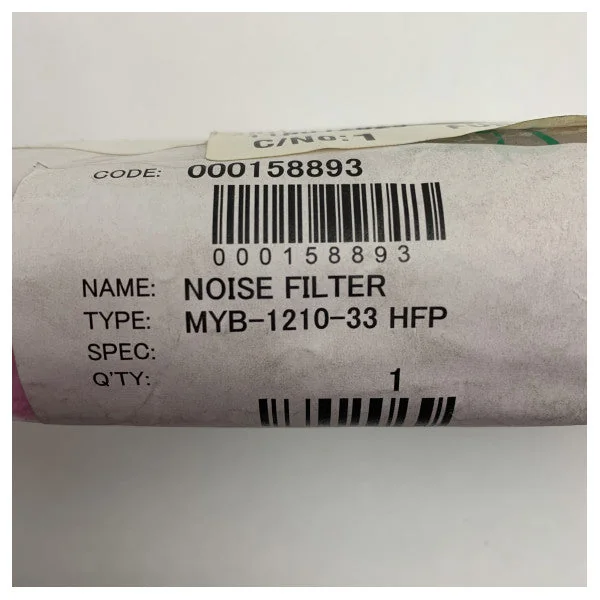 C/No: 1
CODE: 000158893
000158893
NAME: NOISE FILTER
TYPE: MYB-1210-33 HFP
SPEC:
Q'TY: 1